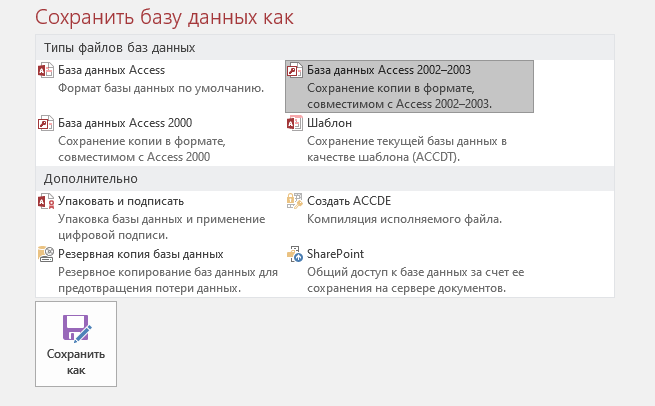 Сохранить базу данных как
Типы файлов баз данных
База данных Access
Формат базы данных по умолчанию.
База данных Access 2002–2003
Сохранение копии в формате,
совместимом с Access 2002–2003.
База данных Access 2000
Сохранение копии в формате,
совместимом с Access 2000
Шаблон
Сохранение текущей базы данных в
качестве шаблона (ACCDT).
Дополнительно
Упаковать и подписать
Упаковка базы данных и применение
цифровой подписи.
Создать ACCDE
Компиляция исполняемого файла.
Резервная копия базы данных
Резервное копирование баз данных для
предотвращения потери данных.
SharePoint
Общий доступ к базе данных за счет ее
сохранения на сервере документов.
Сохранить
как